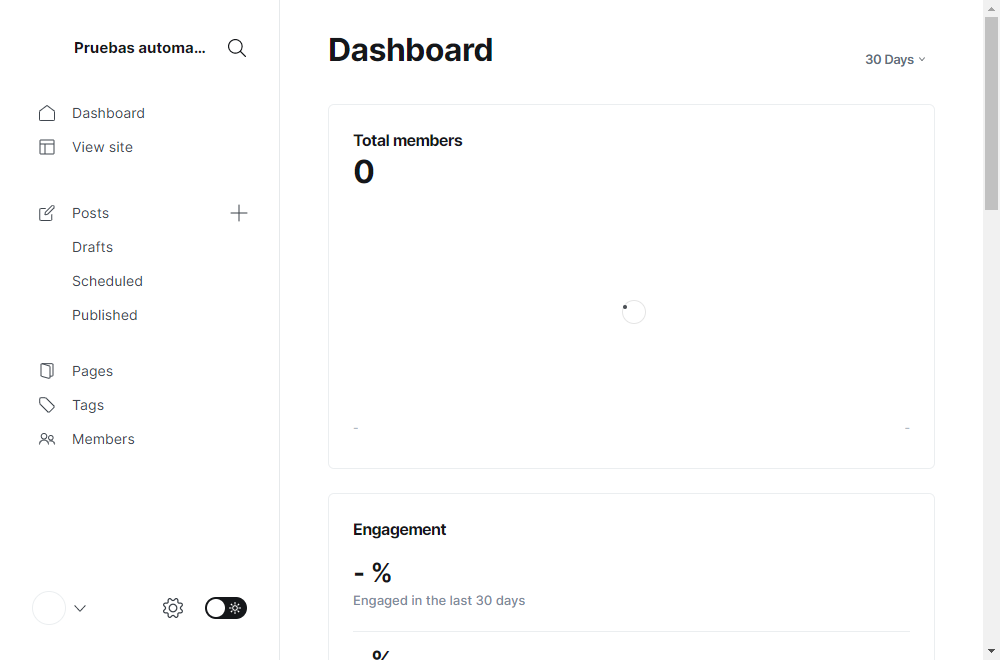 Pruebas automa...
Dashboard
View site
Posts
Drafts
Scheduled
Published
Pages
Tags
Members
Dashboard
30 Days
Total members
0
-
-
Engagement
- %
Engaged in the last 30 days
%